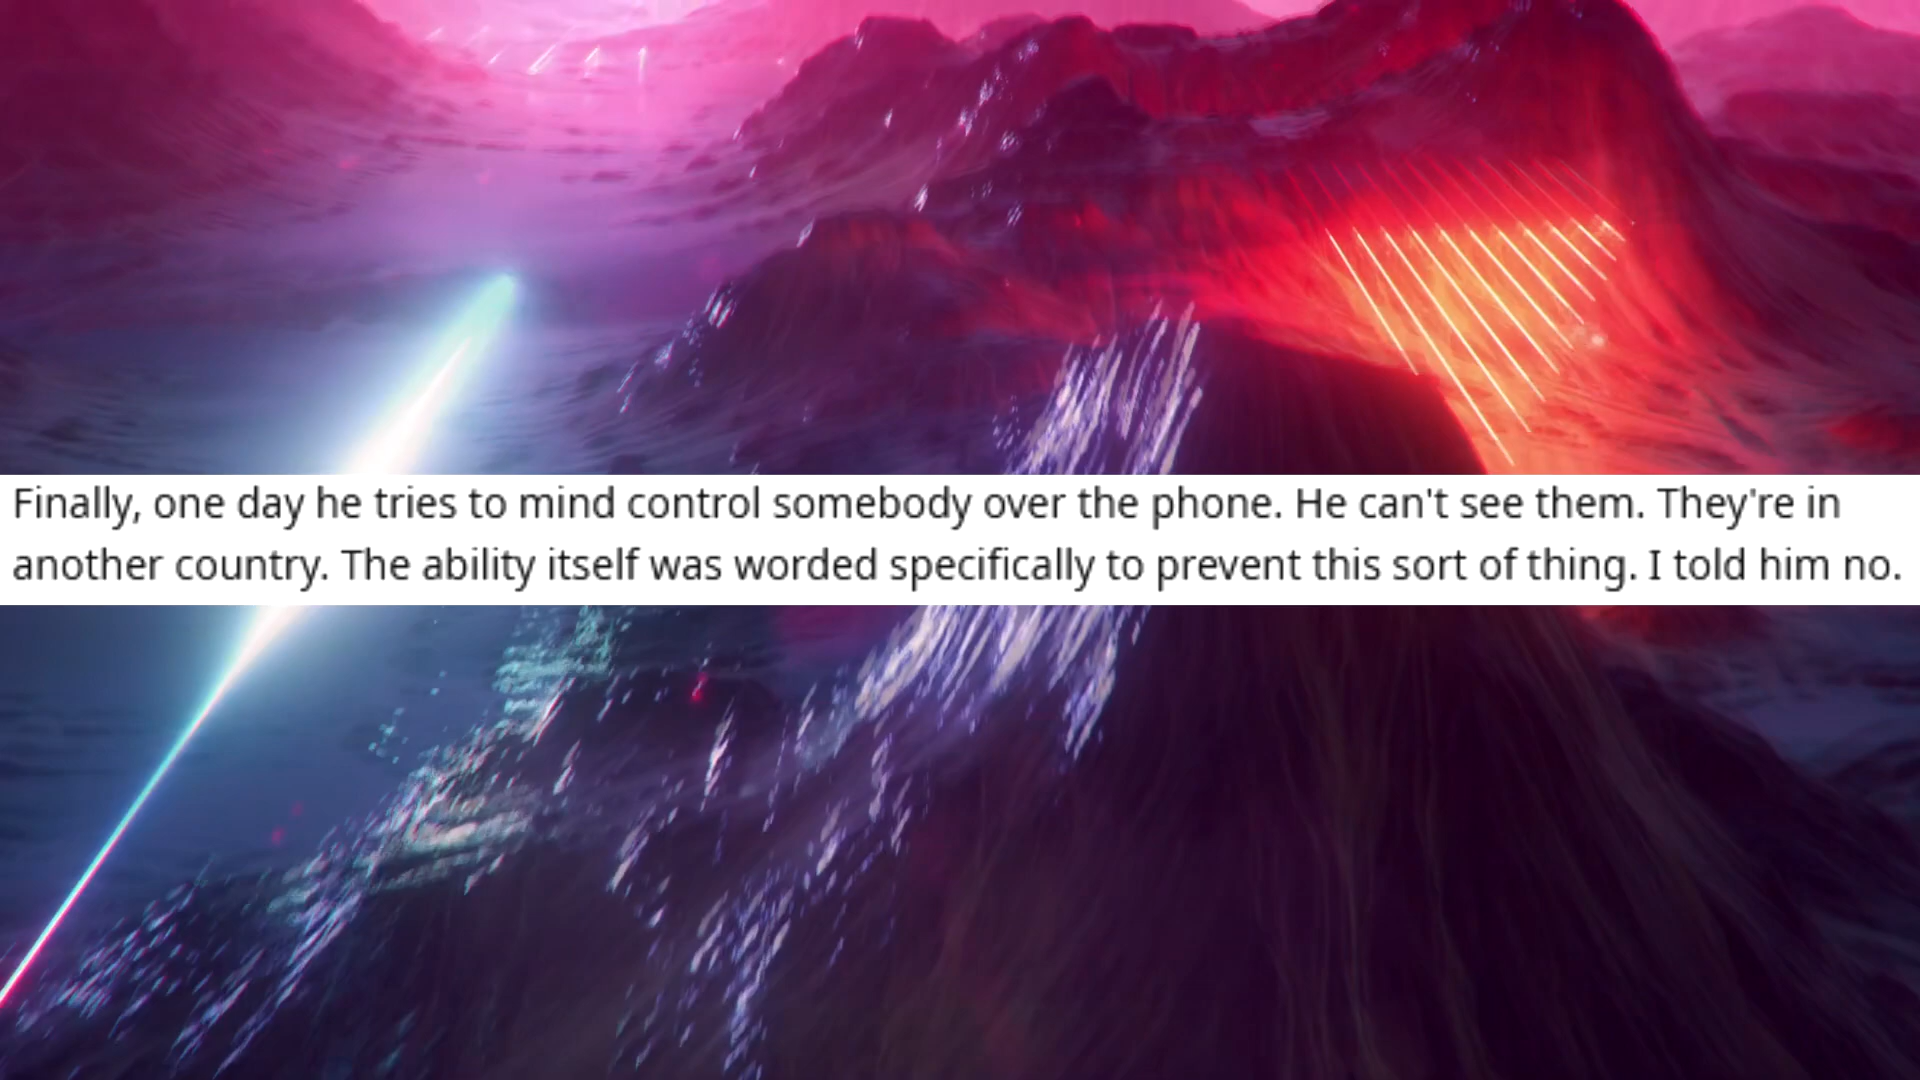 Finally, one day he tries to mind control somebody over the phone. He can't see them. They're in
another country. The ability itself was worded specifically to prevent this sort of thing. I told him no.